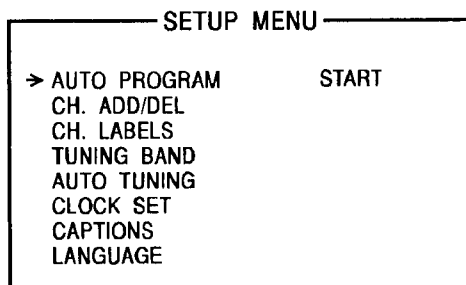 SETUP MENU
→ AUTO PROGRAM START
CH. ADD/DEL
CH. LABELS
TUNING BAND
AUTO TUNING
CLOCK SET
CAPTIONS
LANGUAGE